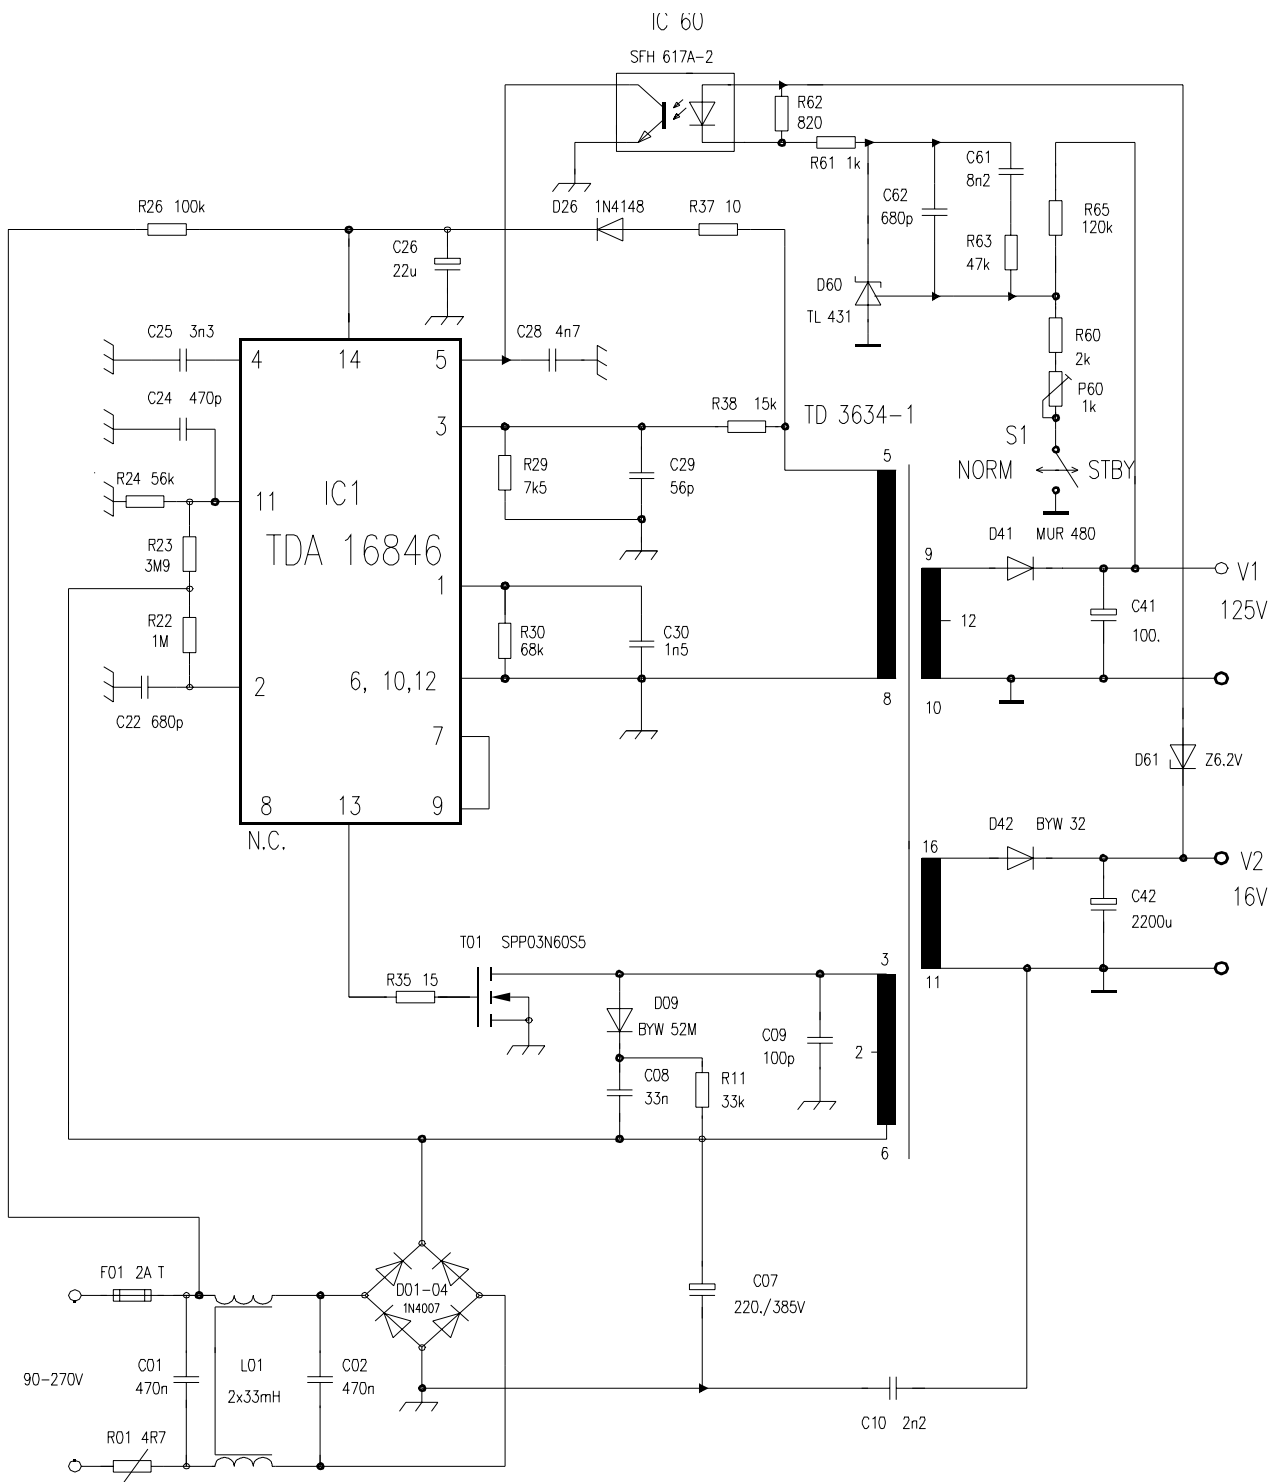 IC 60
SFH 617A-2
R62
820
R61 1k
C61
8n2
C62
680p
R63
47k
R65
120k
R26 100k
D26 1N4148
R37 10
C26
22u
D60
TL 431
R60
2k
P60
1k
C25 3n3
4
14
5
C28 4n7
C24 470p
3
R38 15k
TD 3634-1
S1
NORM
STBY
R24 56k
11
IC1
TDA 16846
R29
7k5
C29
56p
5
R23
3M9
D41 MUR 480
9
V1
125V
1
12
C41
100.
R22
1M
R30
68k
C30
1n5
2
6, 10,12
8
10
C22 680p
7
D61 Z6.2V
8
13
9
N.C.
D42 BYW 32
16
V2
16V
C42
2200u
T01 SPP03N60S5
R35 15
3
11
D09
BYW 52M
C09
100p
2
C08
33n
R11
33k
6
F01 2A T
D01-04
1N4007
C07
220./385V
90-270V
C01
470n
L01
2x33mH
C02
470n
C10 2n2
R01 4R7